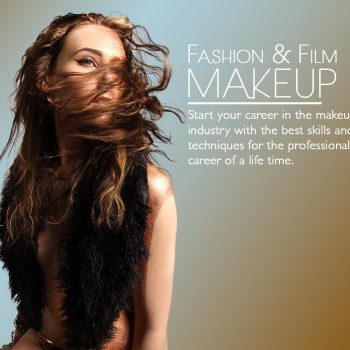 Fashion & Film
MAKEUP
Start your career in the makeu
industry with the best skills and
techniques for the professional
career of a life time.